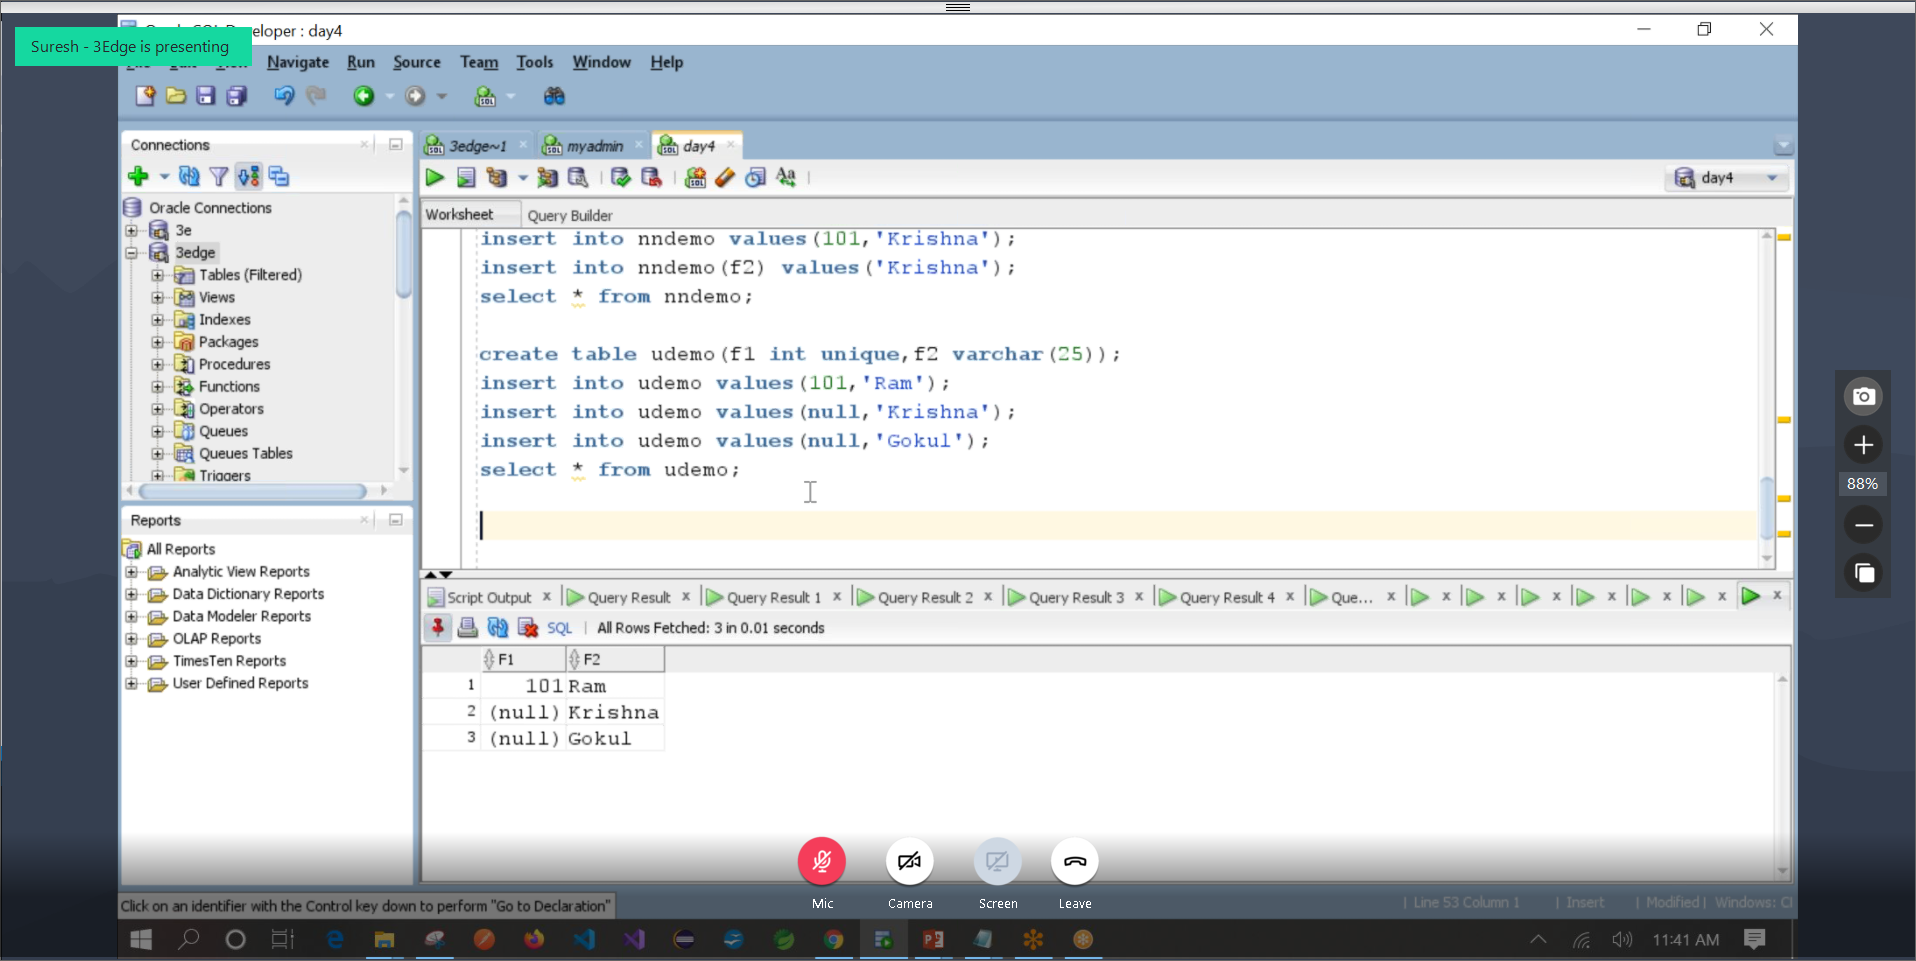 Suresh - 3Edge is presenting
eloper : day4
Navigate Run Source Team Tools Window Help
Connections
3edge~1
myadmin
day4
day4
Oracle Connections
3e
3edge
Tables (Filtered)
Views
Indexes
Packages
Procedures
Functions
Operators
Queues
Queues Tables
Triggers
Worksheet Query Builder
insert into nndemo values(101,'Krishna');
insert into nndemo(f2) values('Krishna');
select * from nndemo;
create table udemo(f1 int unique,f2 varchar(25));
insert into udemo values(101,'Ram');
insert into udemo values(null,'Krishna');
insert into udemo values(null,'Gokul');
select * from udemo;
Reports
All Reports
Analytic View Reports
Data Dictionary Reports
Data Modeler Reports
OLAP Reports
TimesTen Reports
User Defined Reports
Script Output Query Result Query Result 1 Query Result 2 Query Result 3 Query Result 4 Que...
SQL | All Rows Fetched: 3 in 0.01 seconds
F1 F2
1 101 Ram
2 (null) Krishna
3 (null) Gokul
88%
Mic Camera Screen Leave
Click on an identifier with the Control key down to perform "Go to Declaration"
| Line 53 Column 1 | Insert | Modified | Windows: C
11:41 AM